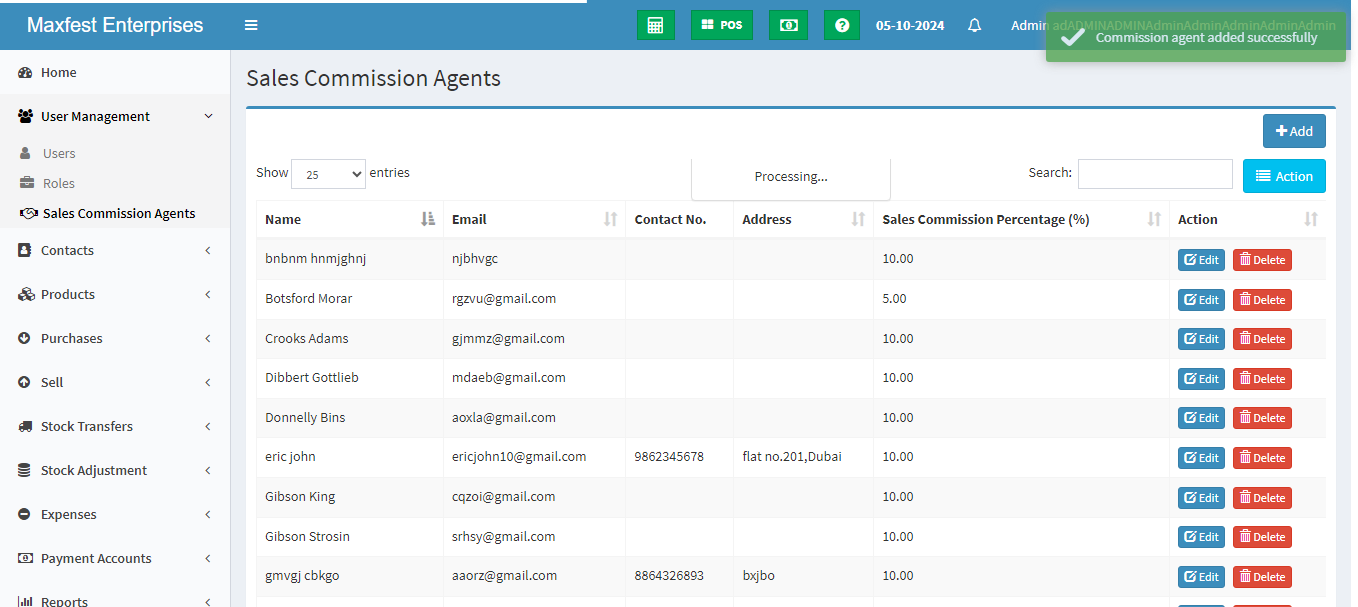 Maxfest Enterprises
POS
05-10-2024
Admin adADMINADMINAdminAdminAdminAdminAdmin
Commission agent added successfully
Home
User Management
Users
Roles
Sales Commission Agents
Contacts
Products
Purchases
Sell
Stock Transfers
Stock Adjustment
Expenses
Payment Accounts
Reports
Sales Commission Agents
Add
Show 25 entries
Processing...
Search:
Action
Name Email Contact No. Address Sales Commission Percentage (%) Action
bnbnm hnmjghnj njbhvgc 10.00 Edit Delete
Botsford Morar rgzvu@gmail.com 5.00 Edit Delete
Crooks Adams gjmmz@gmail.com 10.00 Edit Delete
Dibbert Gottlieb mdaeb@gmail.com 10.00 Edit Delete
Donnelly Bins aoxla@gmail.com 10.00 Edit Delete
eric john ericjohn10@gmail.com 9862345678 flat no.201,Dubai 10.00 Edit Delete
Gibson King cqzoi@gmail.com 10.00 Edit Delete
Gibson Strosin srhsy@gmail.com 10.00 Edit Delete
gmvgj cbkgo aaorz@gmail.com 8864326893 bxjbo 10.00 Edit Delete